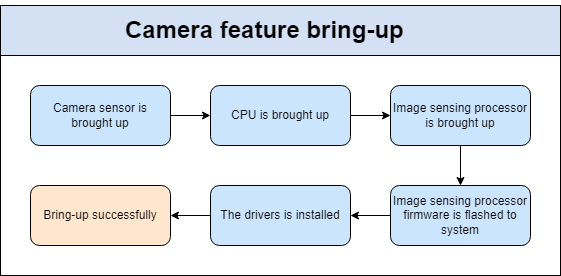 Camera feature bring-up
Camera sensor is
brought up
CPU is brought up
Image sensing processor
is brought up
Image sensing processor
firmware is flashed to
system
The drivers is installed
Bring-up successfully